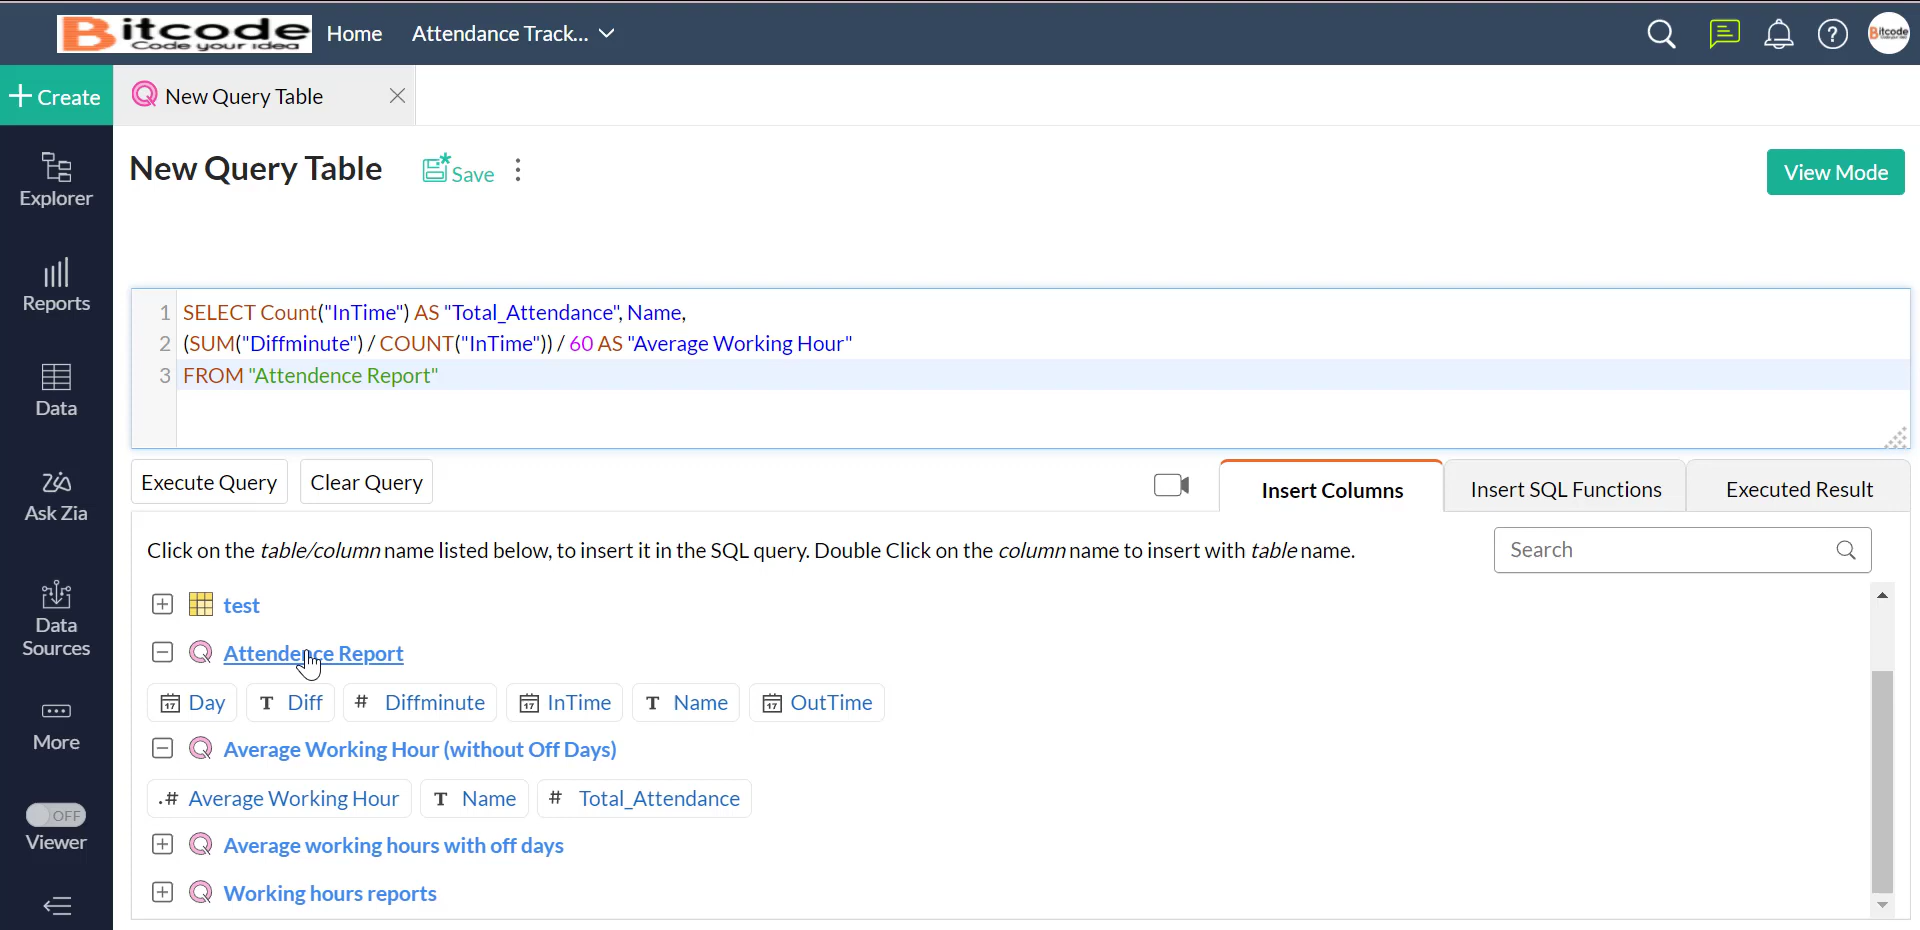 Bitcode
Code your idea
Home
Attendance Track...
Bitcode
Create
New Query Table
New Query Table
Save
View Mode
Explorer
Reports
Data
Ask Zia
Data
Sources
More
OFF
Viewer
1 SELECT Count("InTime") AS "Total_Attendance", Name,
2 (SUM("Diffminute") / COUNT("InTime")) / 60 AS "Average Working Hour"
3 FROM "Attendence Report"
Execute Query
Clear Query
Insert Columns
Insert SQL Functions
Executed Result
Click on the table/column name listed below, to insert it in the SQL query. Double Click on the column name to insert with table name.
Search
test
Attendence Report
17 Day
T Diff
# Diffminute
17 InTime
T Name
17 OutTime
Average Working Hour (without Off Days)
.# Average Working Hour
T Name
# Total_Attendance
Average working hours with off days
Working hours reports